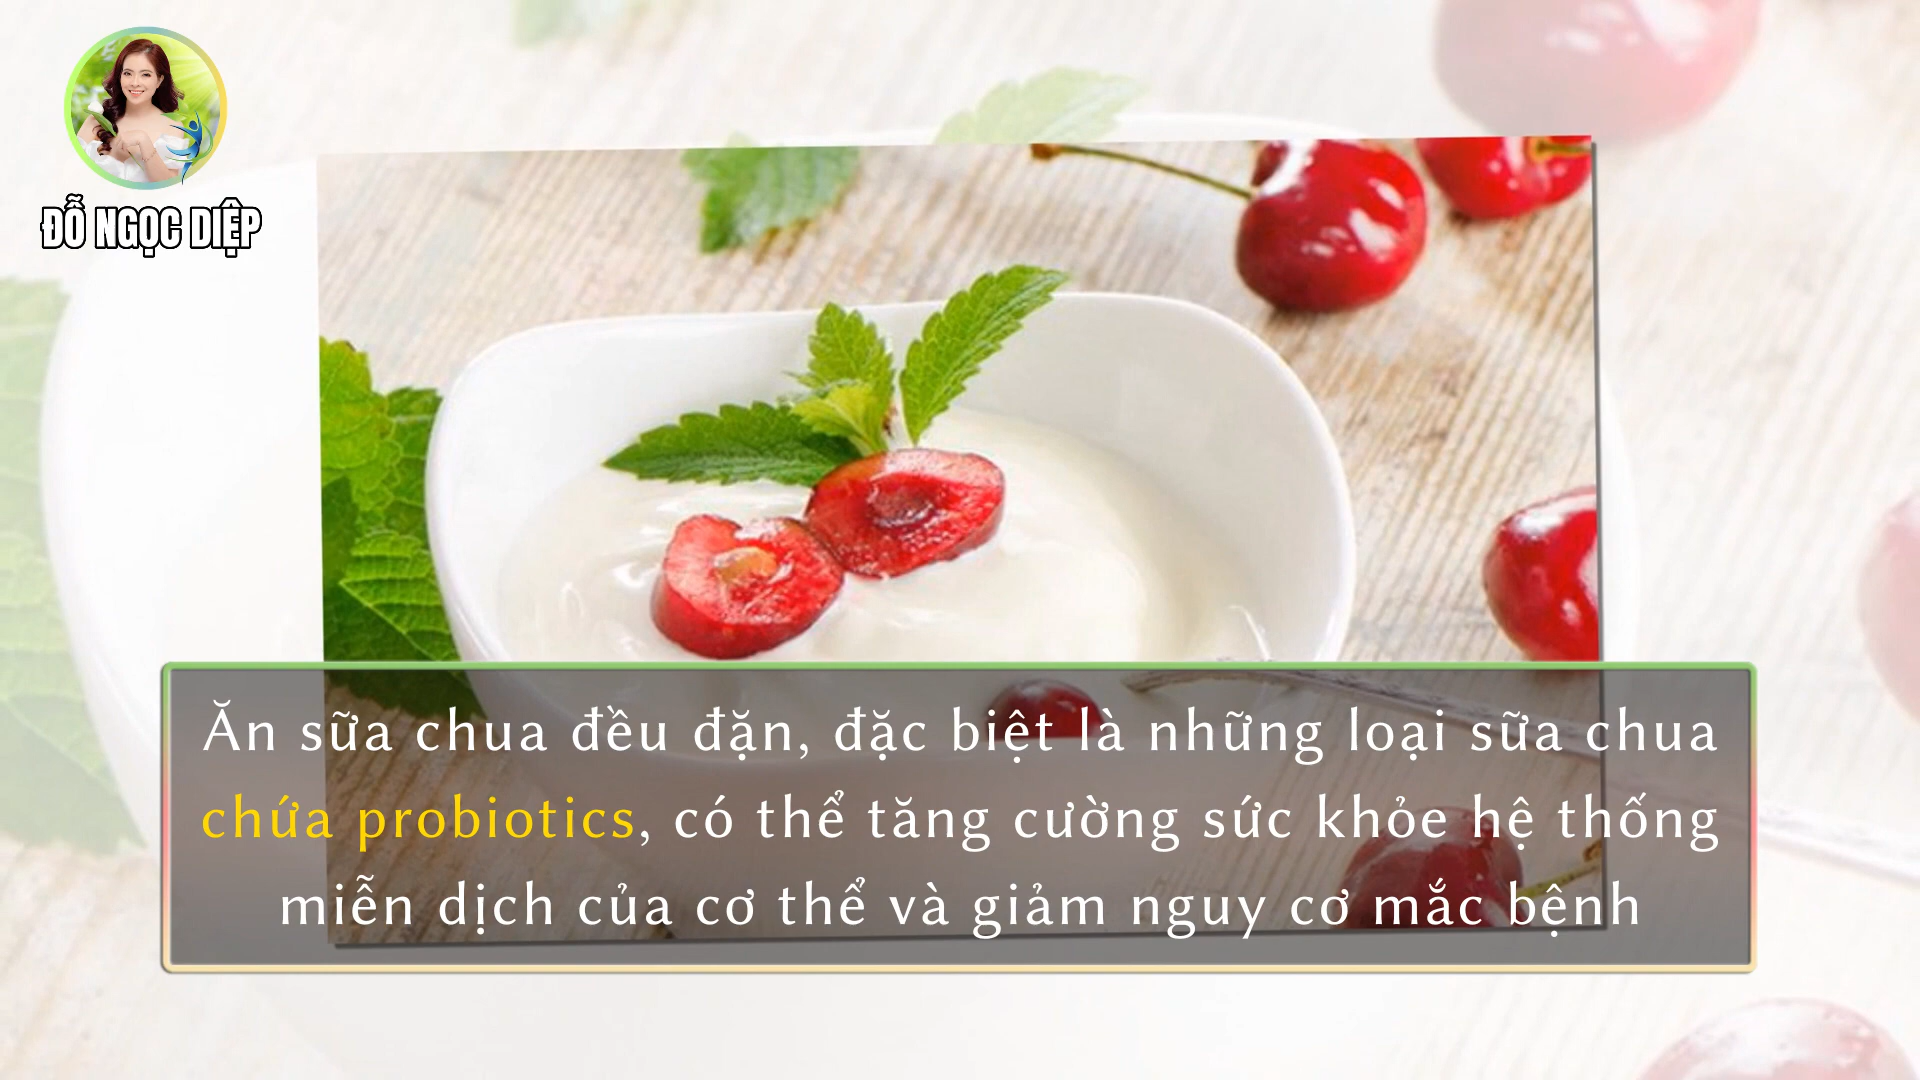 ĐỖ NGỌC DIỆP
Ăn sữa chua đều đặn, đặc biệt là những loại sữa chua
chứa probiotics, có thể tăng cường sức khỏe hệ thống
miễn dịch của cơ thể và giảm nguy cơ mắc bệnh